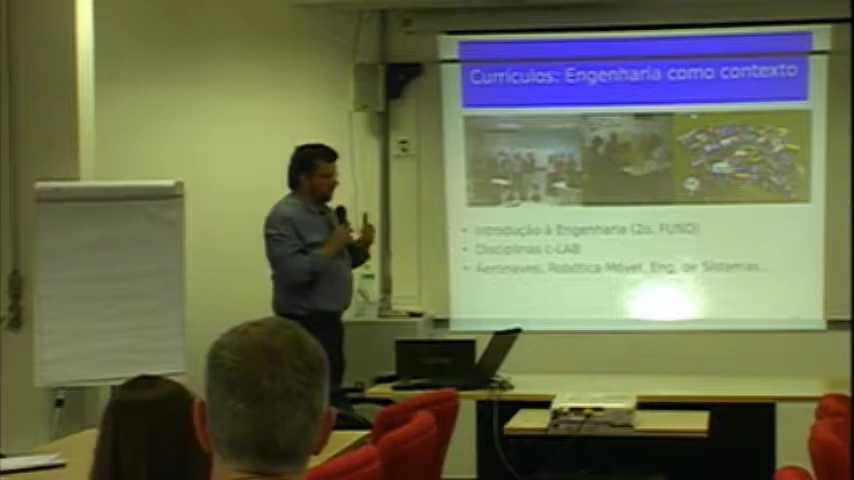 Currículos: Engenharia como contexto
• Introdução à Engenharia (2o. FUND)
• Disciplinas c-LAB
• Aeronaves, Robótica Móvel, Eng. de Sistemas...